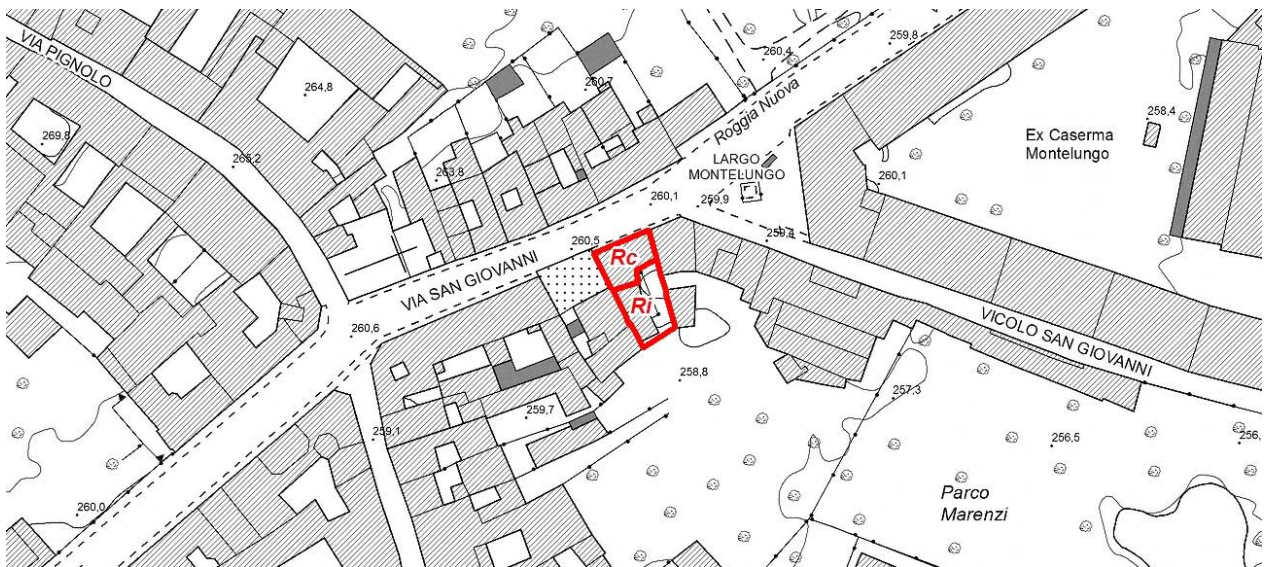 VIA PIGNOLO
264,8
269,8
265,2
263,8
260,7
260,4
259,8
Roggia Nuova
LARGO
MONTELUNGO
260,1
259,9
260,1
Ex Caserma
Montelungo
258,4
260,5
VIA SAN GIOVANNI
Rc
Ri
260,6
VICOLO SAN GIOVANNI
258,8
257,3
259,7
259,1
256,5
256,
260,0
Parco
Marenzi